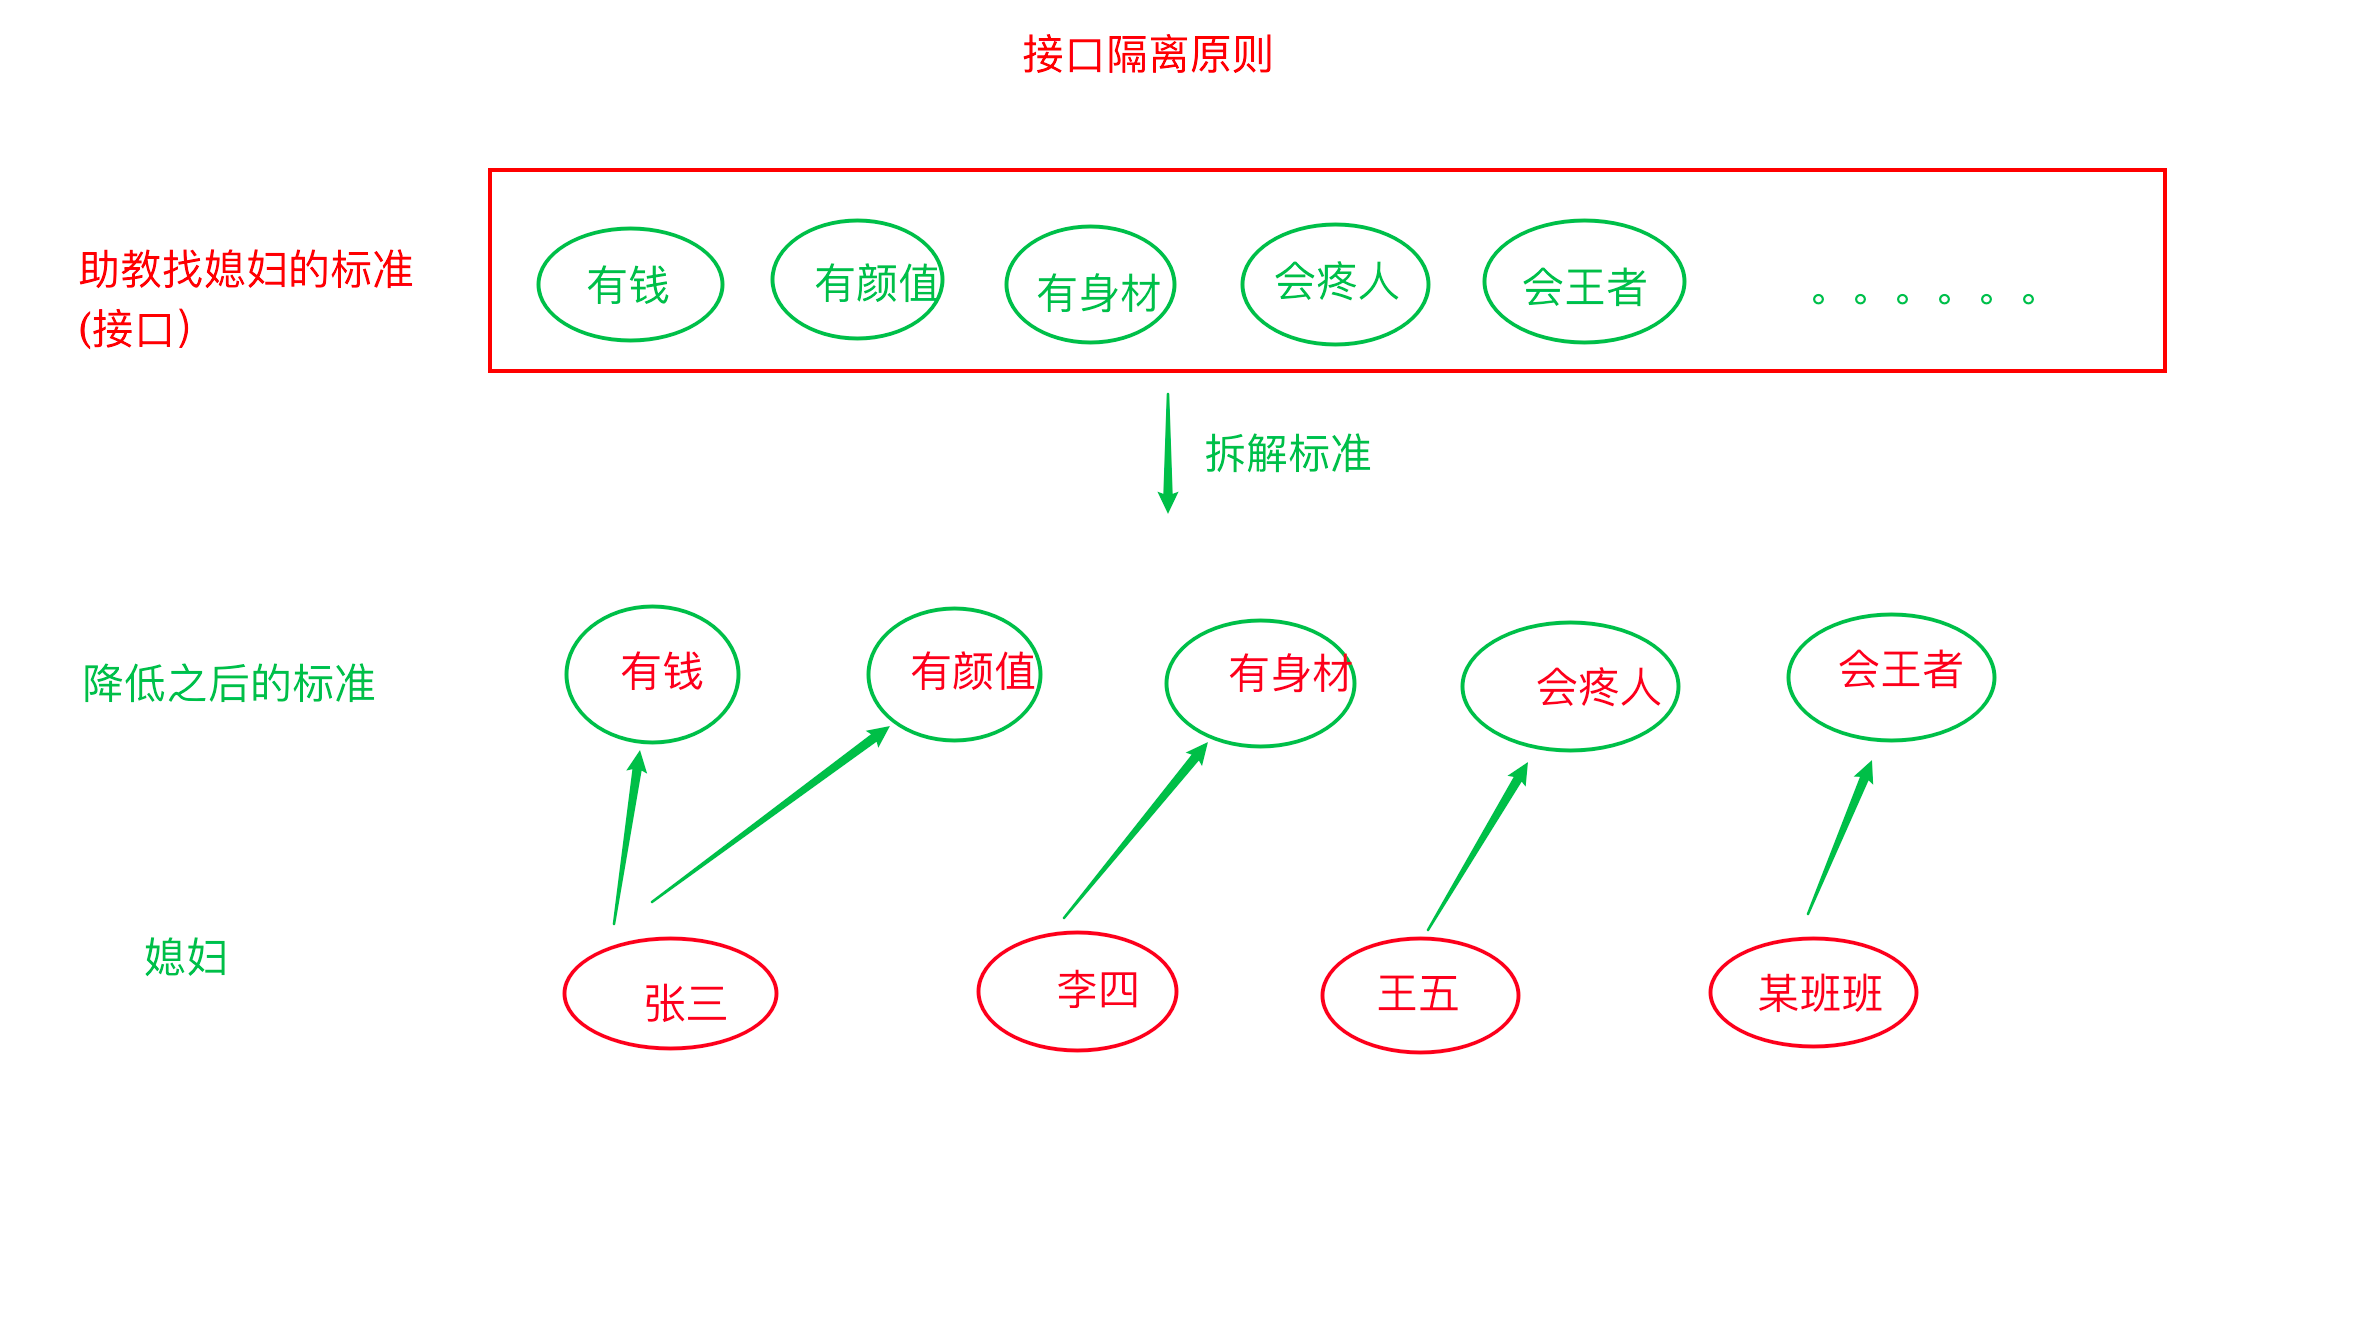 接口隔离原则
助教找媳妇的标准
(接口）
有钱
有颜值
有身材
会疼人
会王者
。。。。。。
拆解标准
降低之后的标准
有钱
有颜值
有身材
会疼人
会王者
媳妇
张三
李四
王五
某班班